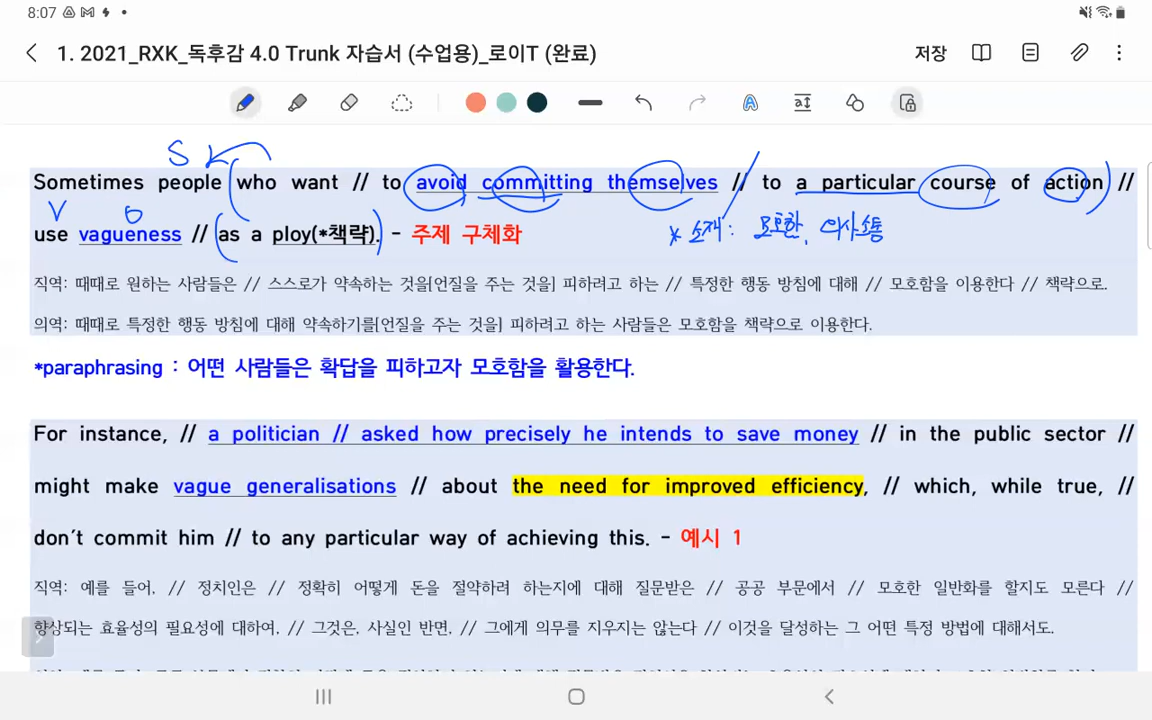 8:07
1. 2021_RXK_독후감 4.0 Trunk 자습서 (수업용)_로이T (완료)
저장
S
Sometimes people who want // to avoid committing themselves // to a particular course of action //
V O
use vagueness // as a ploy(*책략). - 주제 구체화
* 소재: 모호한, 의사소통
직역: 때때로 원하는 사람들은 // 스스로가 약속하는 것을[언질을 주는 것을] 피하려고 하는 // 특정한 행동 방침에 대해 // 모호함을 이용한다 // 책략으로.
의역: 때때로 특정한 행동 방침에 대해 약속하기를[언질을 주는 것을] 피하려고 하는 사람들은 모호함을 책략으로 이용한다.
*paraphrasing : 어떤 사람들은 확답을 피하고자 모호함을 활용한다.
For instance, // a politician // asked how precisely he intends to save money // in the public sector //
might make vague generalisations // about the need for improved efficiency, // which, while true, //
don't commit him // to any particular way of achieving this. - 예시 1
직역: 예를 들어, // 정치인은 // 정확히 어떻게 돈을 절약하려 하는지에 대해 질문받은 // 공공 부문에서 // 모호한 일반화를 할지도 모른다 //
향상되는 효율성의 필요성에 대하여, // 그것은, 사실인 반면, // 그에게 의무를 지우지는 않는다 // 이것을 달성하는 그 어떤 특정 방법에 대해서도.